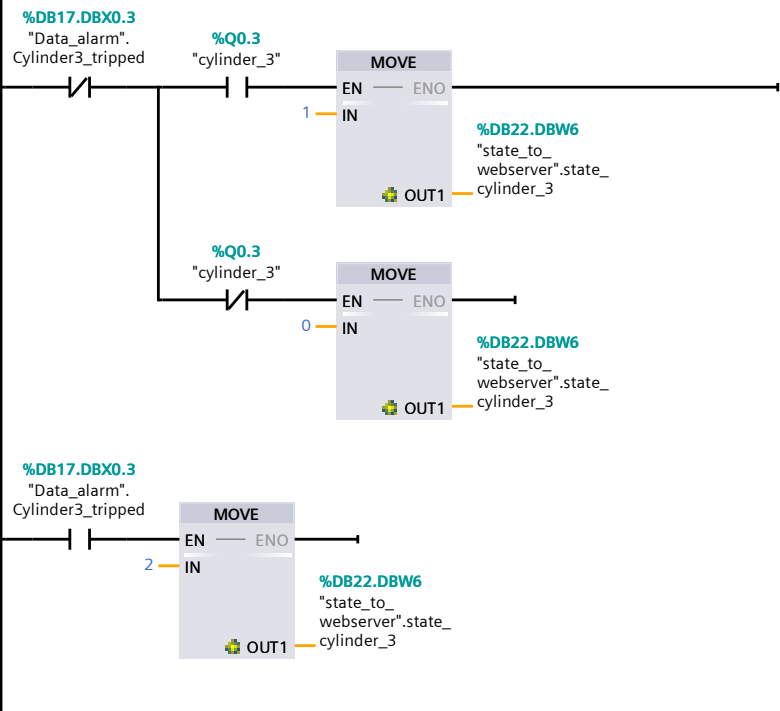 %DB17.DBX0.3
"Data_alarm".
Cylinder3_tripped
%Q0.3
"cylinder_3"
MOVE
EN
ENO
1
IN
%DB22.DBW6
"state_to_
webserver".state_
cylinder_3
OUT1
%Q0.3
"cylinder_3"
MOVE
EN
ENO
0
IN
%DB22.DBW6
"state_to_
webserver".state_
cylinder_3
OUT1
%DB17.DBX0.3
"Data_alarm".
Cylinder3_tripped
MOVE
EN
ENO
2
IN
%DB22.DBW6
"state_to_
webserver".state_
cylinder_3
OUT1